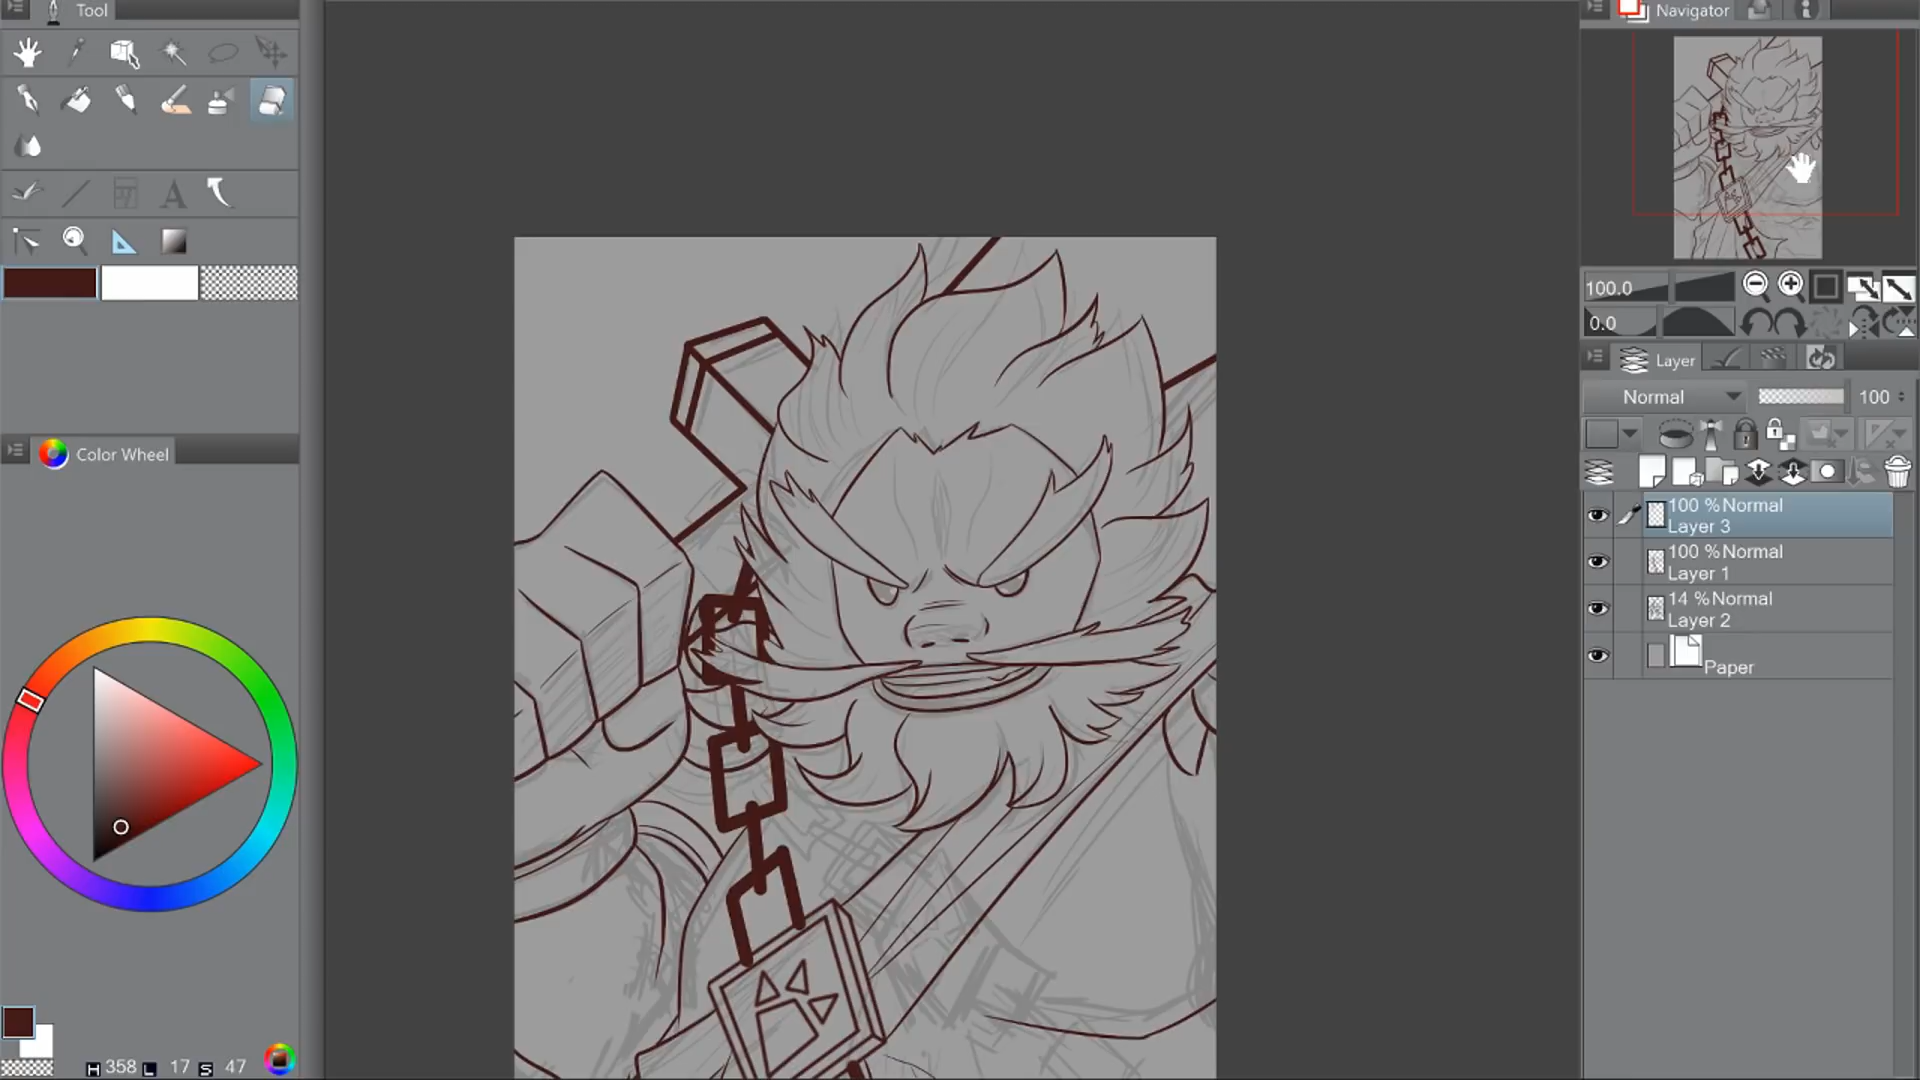 Tool
Navigator
100.0
0.0
Layer
Normal
100
100 %Normal
Layer 3
100 %Normal
Layer 1
14 %Normal
Layer 2
Paper
Color Wheel
H 358 L 17 S 47